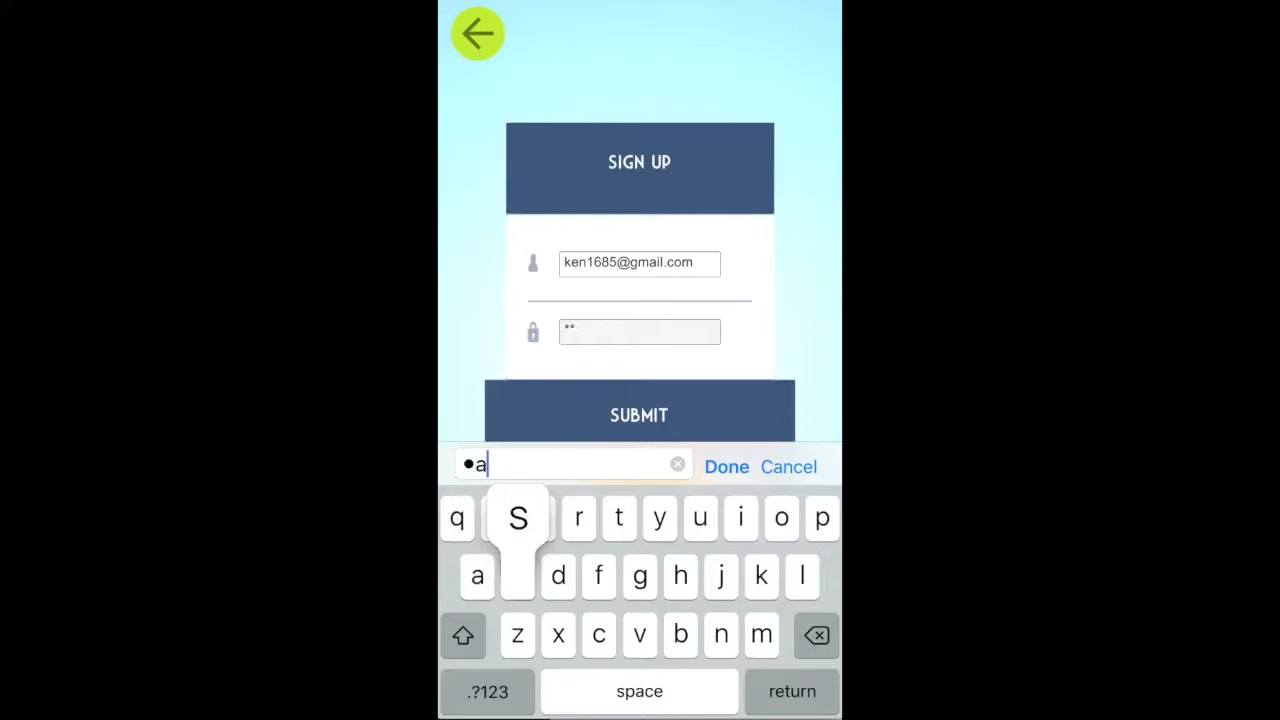 SIGN UP
ken1685@gmail.com
**
SUBMIT
●a
Done Cancel
q S r t y u i o p
a d f g h j k l
z x c v b n m
.?123 space return